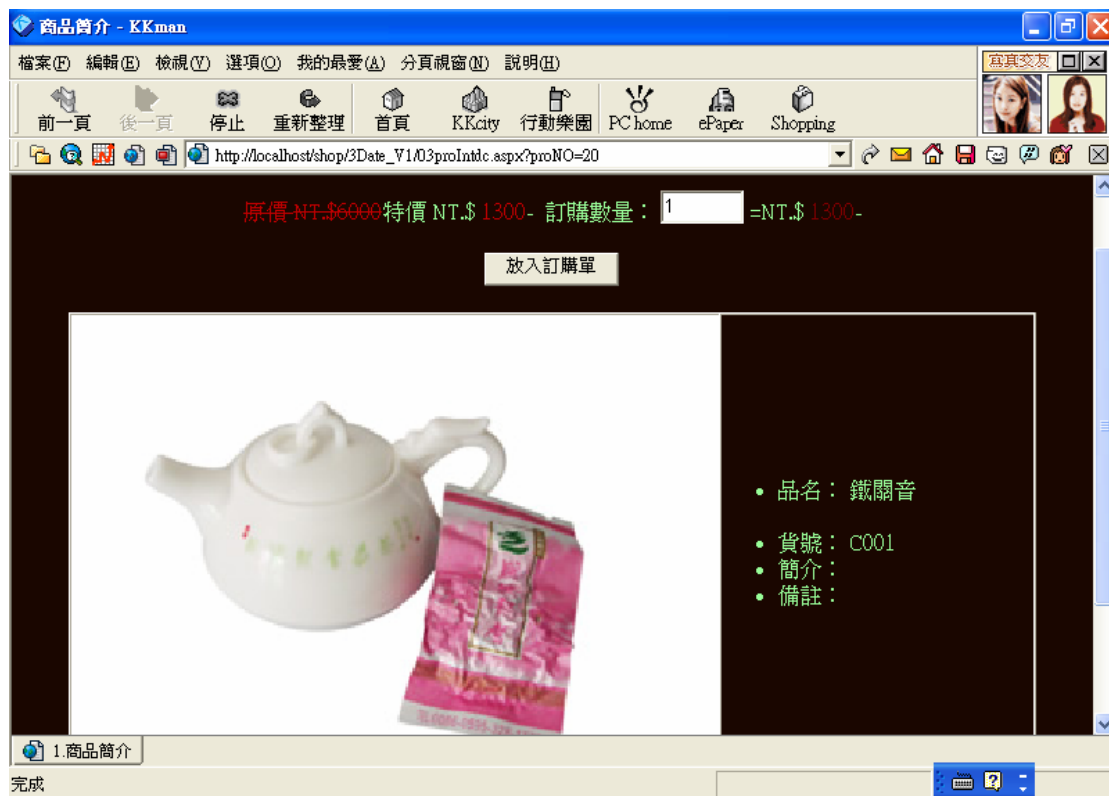 商品簡介 - KKman
檔案(F) 編輯(E) 檢視(V) 選項(O) 我的最愛(A) 分頁視窗(N) 說明(H)
寫真交友
前一頁 後一頁 停止 重新整理 首頁 KKcity 行動樂園 PC home ePaper Shopping
http://localhost/shop/3Date_V1/03proIntdc.aspx?proNO=20
原價 NT.$6000特價 NT.$ 1300- 訂購數量： 1 =NT.$ 1300-
放入訂購單
• 品名： 鐵關音
• 貨號： C001
• 簡介：
• 備註：
1.商品簡介
完成